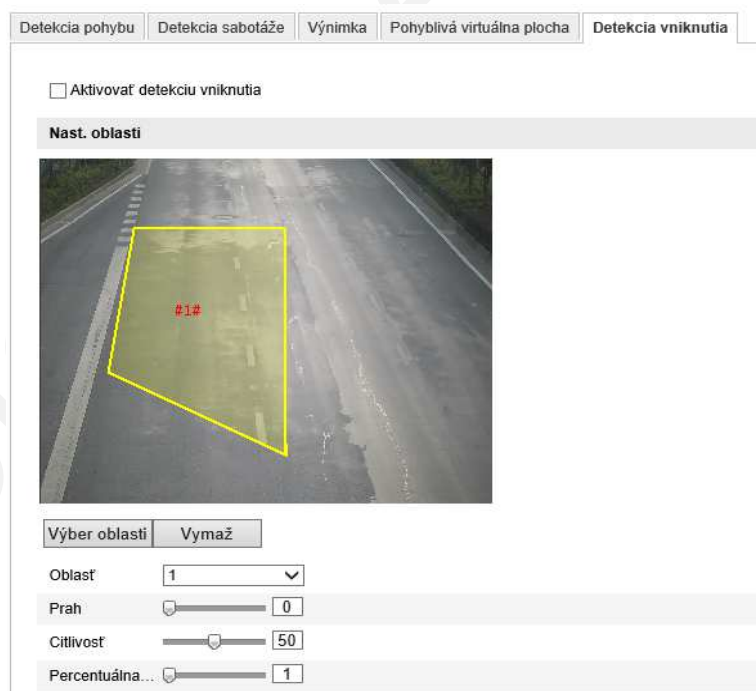 Detekcia pohybu Detekcia sabotáže Výnimka Pohyblivá virtuálna plocha Detekcia vniknutia
Aktivovať detekciu vniknutia
Nast. oblasti
#1#
Výber oblasti Vymaž
Oblasť 1
Prah 0
Citlivosť 50
Percentuálna... 1